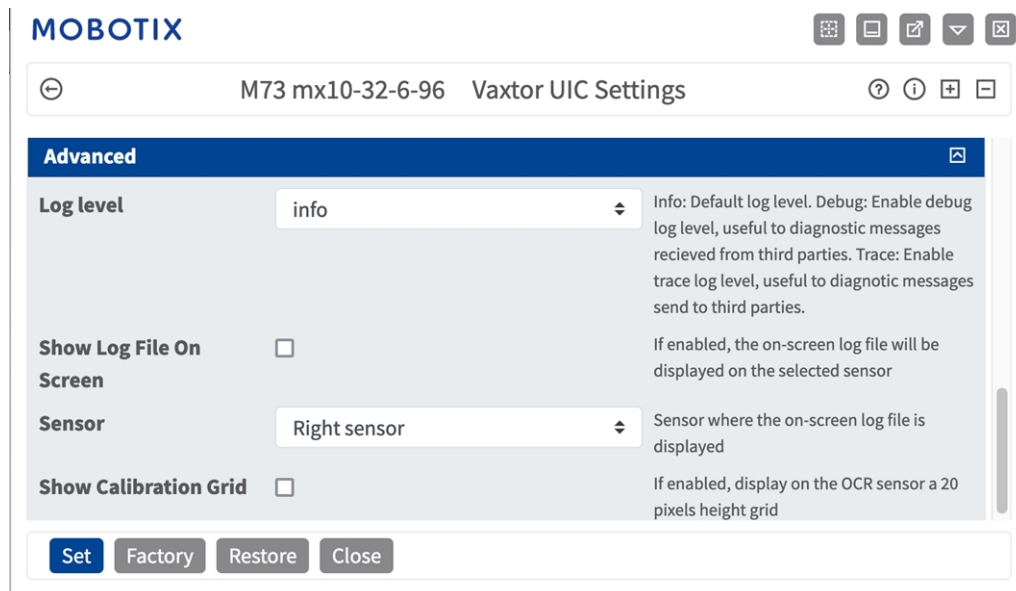 MOBOTIX
M73 mx10-32-6-96 Vaxtor UIC Settings
Advanced
Log level
info
Info: Default log level. Debug: Enable debug
log level, useful to diagnostic messages
recieved from third parties. Trace: Enable
trace log level, useful to diagnotic messages
send to third parties.
Show Log File On
Screen
If enabled, the on-screen log file will be
displayed on the selected sensor
Sensor
Right sensor
Sensor where the on-screen log file is
displayed
Show Calibration Grid
If enabled, display on the OCR sensor a 20
pixels height grid
Set Factory Restore Close